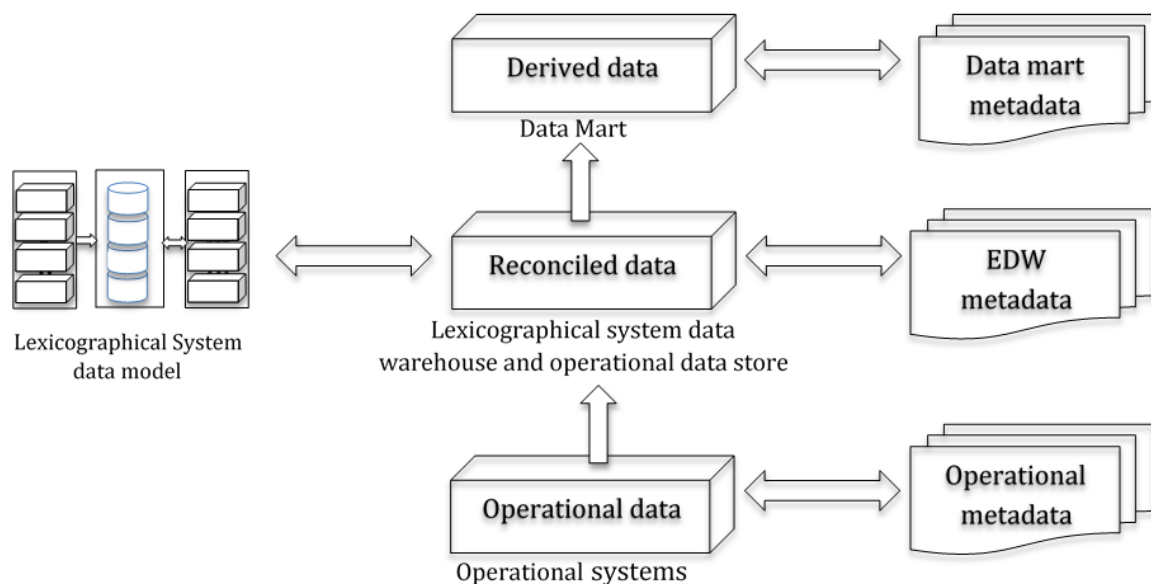 Derived data
Data Mart
Data mart
metadata
Lexicographical System
data model
Reconciled data
Lexicographical system data
warehouse and operational data store
EDW
metadata
Operational data
Operational systems
Operational
metadata